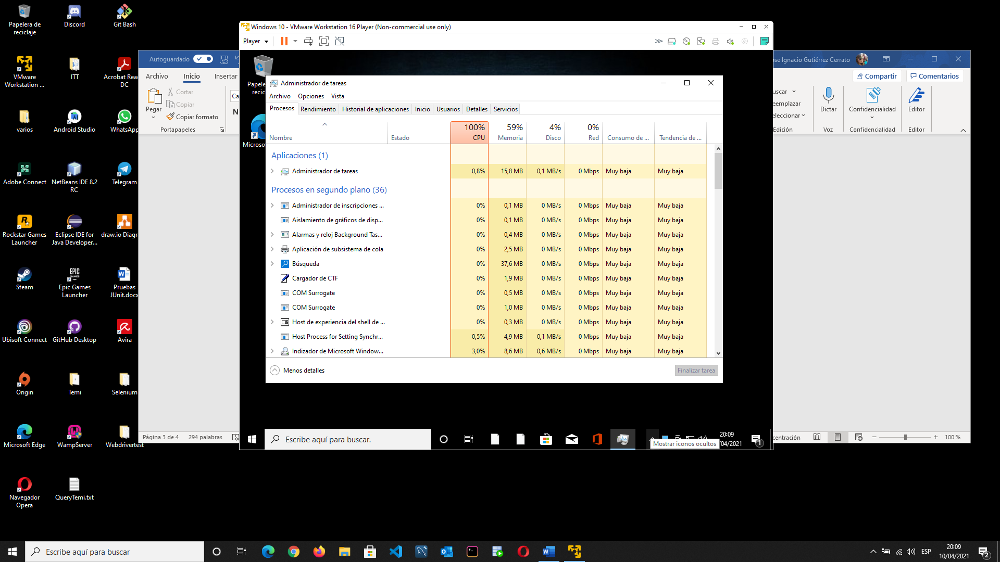 Papelera de reciclaje
Discord
Git Bash
VMware Workstation ...
ITT
Acrobat Rea DC
varios
Android Studio
WhatsApp
Adobe Connect
NetBeans IDE 8.2 RC
Telegram
Rockstar Games Launcher
Eclipse IDE for Java Developer...
draw.io Diagr
Steam
Epic Games Launcher
Pruebas JUnit.docx
Ubisoft Connect
GitHub Desktop
Avira
Origin
Temi
Selenium
Microsoft Edge
WampServer
Webdrivertest
Navegador Opera
QueryTemi.txt
Autoguardado
Archivo Inicio Insertar
Pegar
Cortar
Copiar
Copiar formato
Portapapeles
Ca
N
Página 3 de 4 294 palabras
Windows 10 - VMware Workstation 16 Player (Non-commercial use only)
Player
Papele
recic
Microso
Administrador de tareas
Archivo Opciones Vista
Procesos Rendimiento Historial de aplicaciones Inicio Usuarios Detalles Servicios
100% 59% 4% 0%
Nombre Estado CPU Memoria Disco Red Consumo de ... Tendencia de ...
Aplicaciones (1)
Administrador de tareas 0,8% 15,8 MB 0,1 MB/s 0 Mbps Muy baja Muy baja
Procesos en segundo plano (36)
Administrador de inscripciones ... 0% 0,1 MB 0 MB/s 0 Mbps Muy baja Muy baja
Aislamiento de gráficos de disp... 0% 0,1 MB 0 MB/s 0 Mbps Muy baja Muy baja
Alarmas y reloj Background Tas... 0% 0,4 MB 0 MB/s 0 Mbps Muy baja Muy baja
Aplicación de subsistema de cola 0% 2,5 MB 0 MB/s 0 Mbps Muy baja Muy baja
Búsqueda 0% 37,6 MB 0 MB/s 0 Mbps Muy baja Muy baja
Cargador de CTF 0% 1,9 MB 0 MB/s 0 Mbps Muy baja Muy baja
COM Surrogate 0% 0,5 MB 0 MB/s 0 Mbps Muy baja Muy baja
COM Surrogate 0% 1,0 MB 0 MB/s 0 Mbps Muy baja Muy baja
Host de experiencia del shell de ... 0% 0,3 MB 0 MB/s 0 Mbps Muy baja Muy baja
Host Process for Setting Synchr... 0,5% 4,9 MB 0,1 MB/s 0 Mbps Muy baja Muy baja
Indizador de Microsoft Window... 3,0% 8,6 MB 0,6 MB/s 0 Mbps Muy baja Muy baja
Menos detalles
Finalizar tarea
Escribe aquí para buscar.
Mostrar iconos ocultos
20:09
/04/2021
1
ose Ignacio Gutiérrez Cerrato
Compartir Comentarios
uscar
eemplazar
eleccionar
Edición
Dictar
Voz
Confidencialidad
Confidencialidad
Editor
Editor
centración
100 %
Escribe aquí para buscar
ESP
20:09
10/04/2021
2